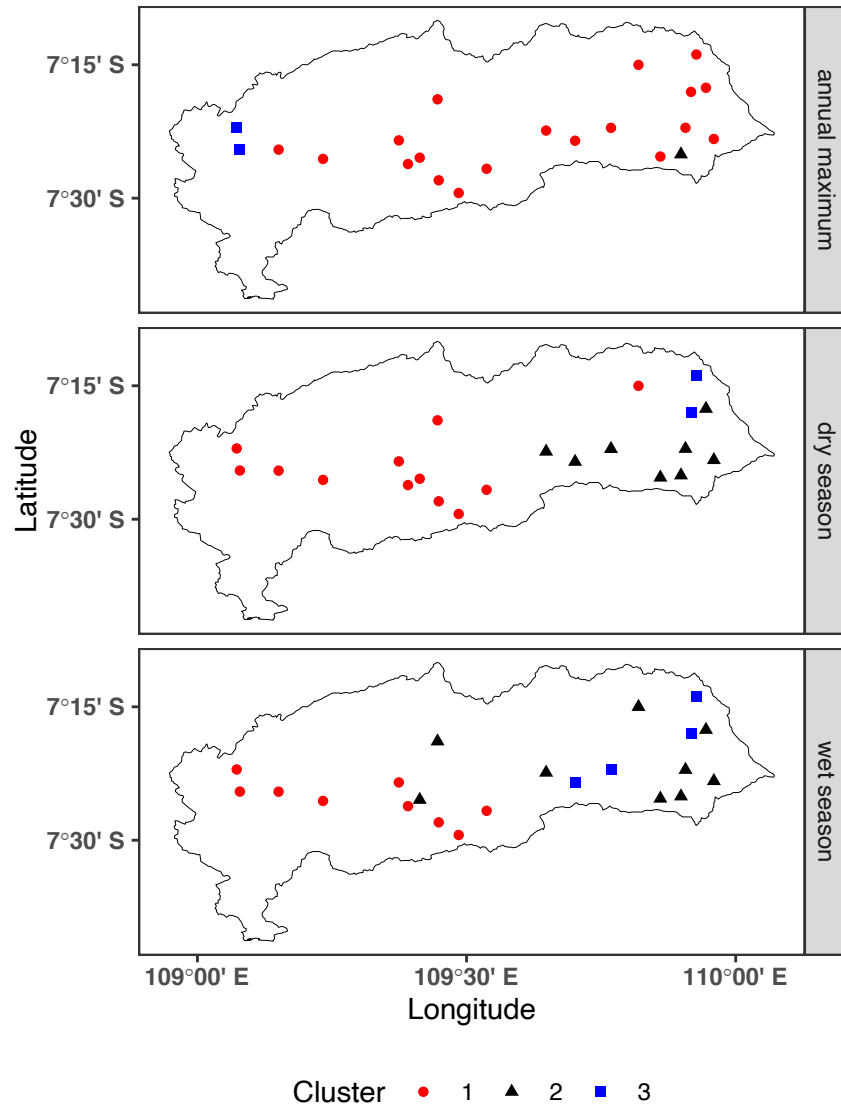 7°15' S
7°30' S
annual maximum
7°15' S
7°30' S
dry season
Latitude
7°15' S
7°30' S
wet season
109°00' E
109°30' E
110°00' E
Longitude
Cluster 1 2 3